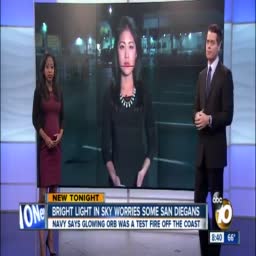 NEW TONIGHT
BRIGHT LIGHT IN SKY WORRIES SOME SAN DIEGANS
NAVY SAYS GLOWING ORB WAS A TEST FIRE OFF THE COAST
10Ne
abc 10
8:40 66°